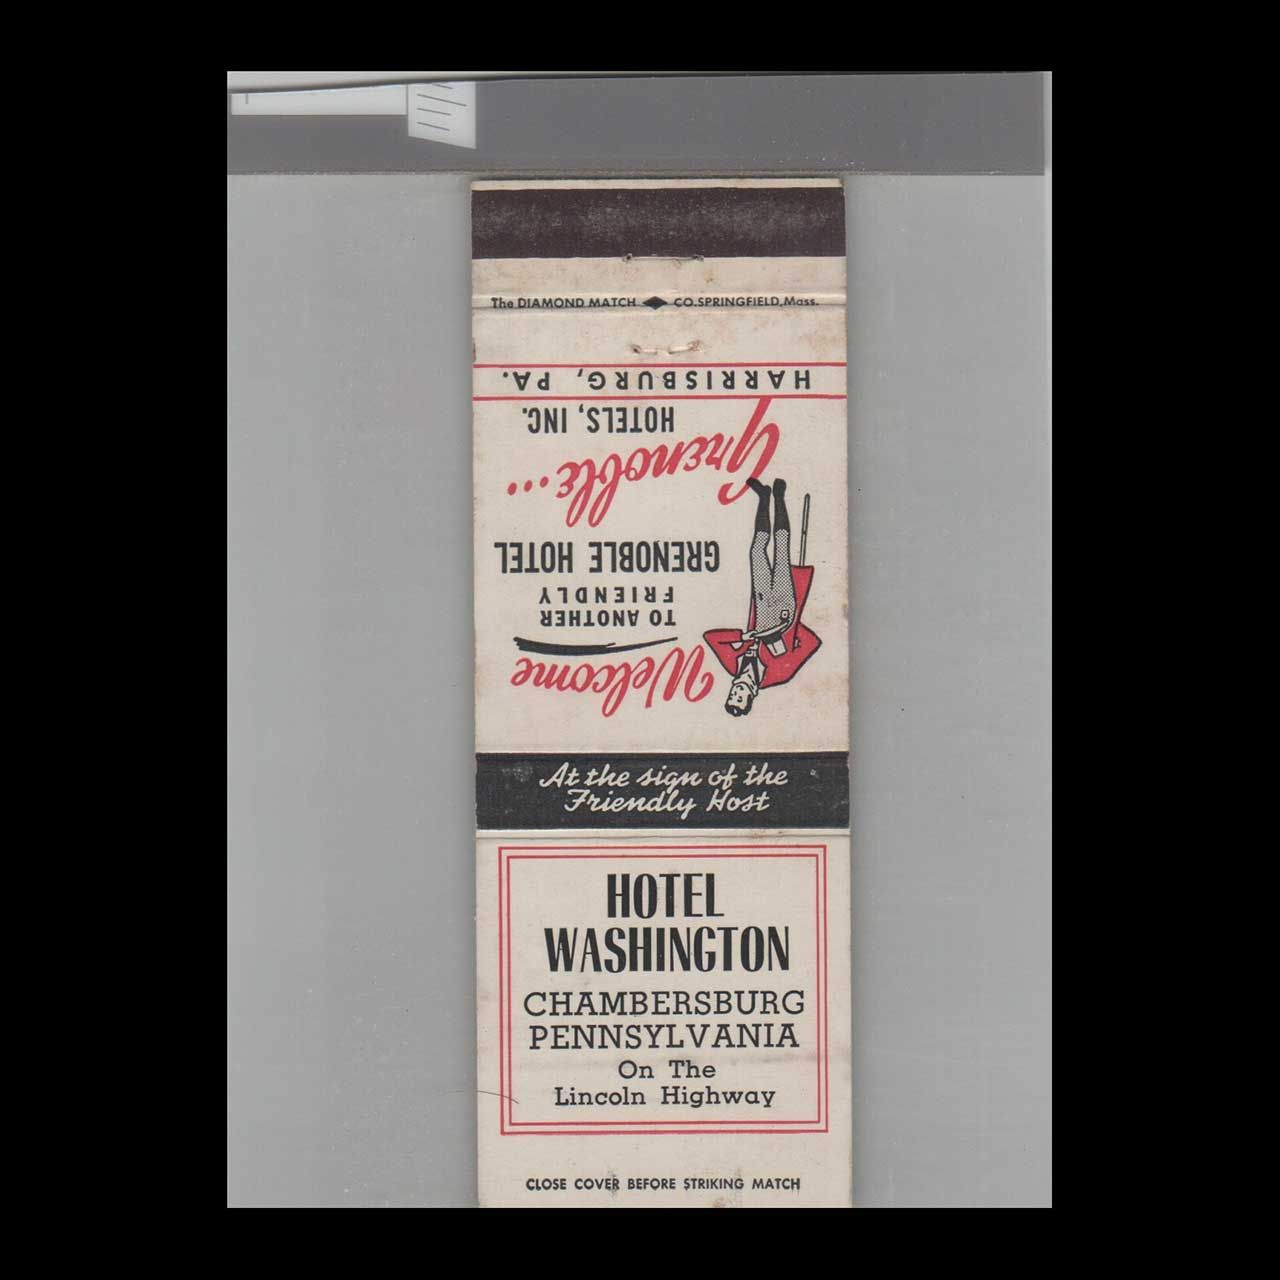 The DIAMOND MATCH CO. SPRINGFIELD, Mass.
Welcome
TO ANOTHER
FRIENDLY
GRENOBLE HOTEL
Grenoble...
HOTELS, INC.
HARRISBURG, PA.
At the sign of the
Friendly Host
HOTEL
WASHINGTON
CHAMBERSBURG
PENNSYLVANIA
On The
Lincoln Highway
CLOSE COVER BEFORE STRIKING MATCH